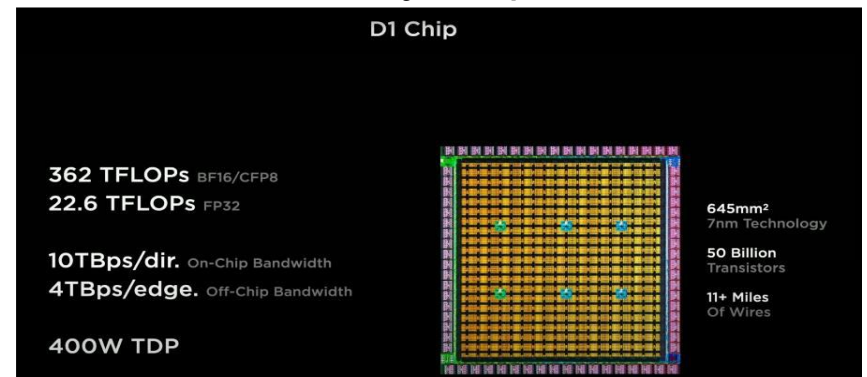 D1 Chip
362 TFLOPs BF16/CFP8
22.6 TFLOPs FP32
10TBps/dir. On-Chip Bandwidth
4TBps/edge. Off-Chip Bandwidth
400W TDP
645mm²
7nm Technology
50 Billion
Transistors
11+ Miles
Of Wires